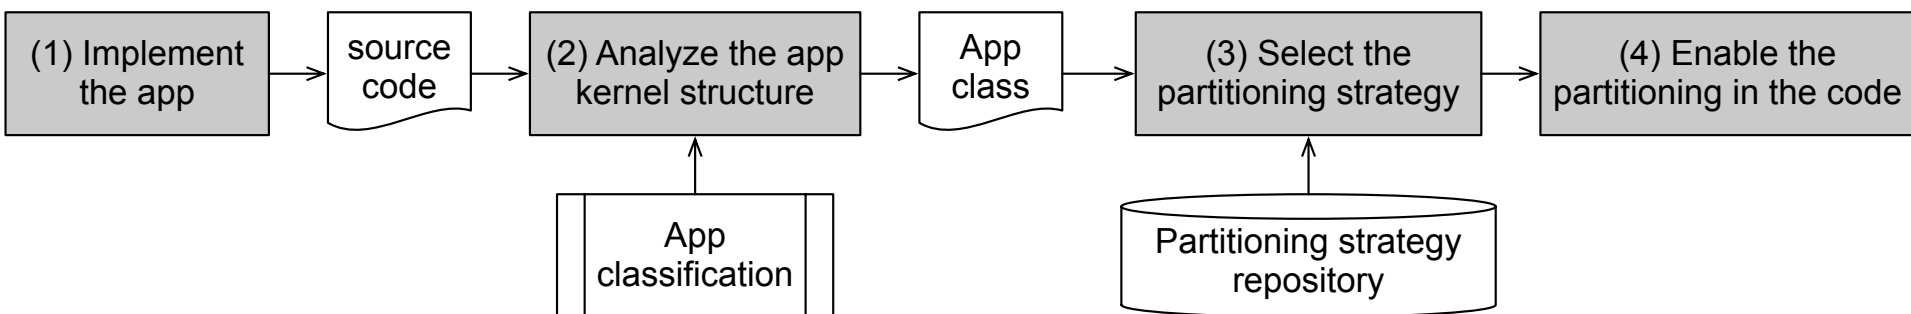 (1) Implement
the app
source
code
(2) Analyze the app
kernel structure
App
class
(3) Select the
partitioning strategy
(4) Enable the
partitioning in the code
App
classification
Partitioning strategy
repository